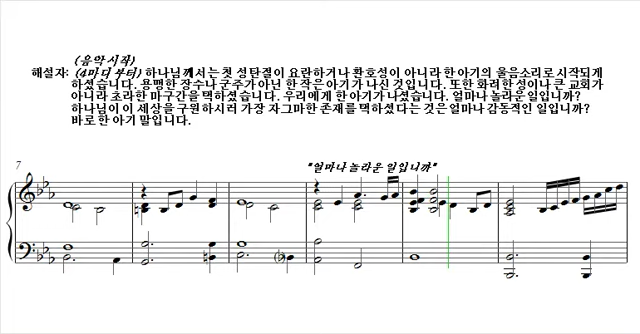 (음악 시작)
해설자: (4마디 부터) 하나님께서는 첫 성탄절이 요란하거나 환호성이 아니라 한 아기의 울음소리로 시작되게
하셨습니다. 용맹한 장수나 군주가 아닌 한 작은 아기가 나신 것입니다. 또한 화려한 성이나 큰 교회가
아니라 초라한 마구간을 택하셨습니다. 우리에게 한 아기가 나셨습니다. 얼마나 놀라운 일입니까?
하나님이 이 세상을 구원 하시러 가장 자그마한 존재를 택하셨다는 것은 얼마나 감동적인 일입니까?
바로 한 아기 말입니다.
"얼마나 놀라운 일입니까"
7